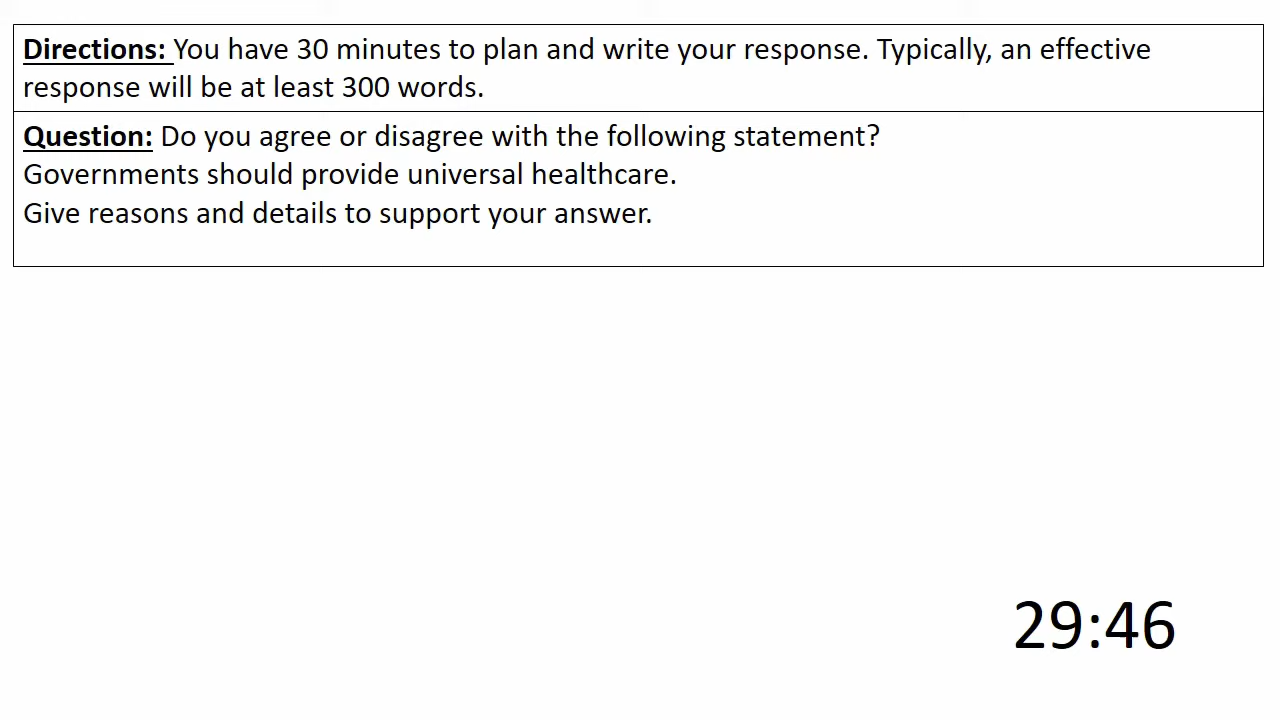 Directions: You have 30 minutes to plan and write your response. Typically, an effective
response will be at least 300 words.
Question: Do you agree or disagree with the following statement?
Governments should provide universal healthcare.
Give reasons and details to support your answer.
29:46